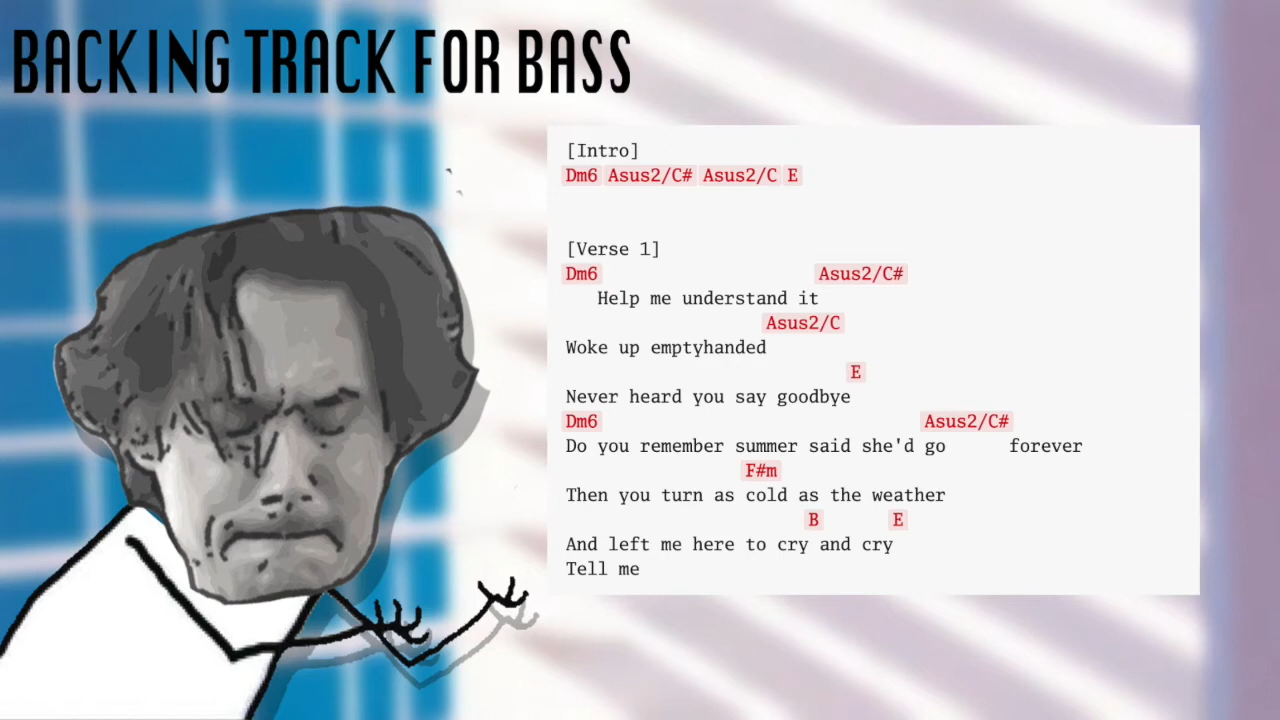 BACKING TRACK FOR BASS
[Intro]
Dm6 Asus2/C# Asus2/C E
[Verse 1]
Dm6 Asus2/C#
Help me understand it
Asus2/C
Woke up emptyhanded
E
Never heard you say goodbye
Dm6 Asus2/C#
Do you remember summer said she'd go forever
F#m
Then you turn as cold as the weather
B E
And left me here to cry and cry
Tell me